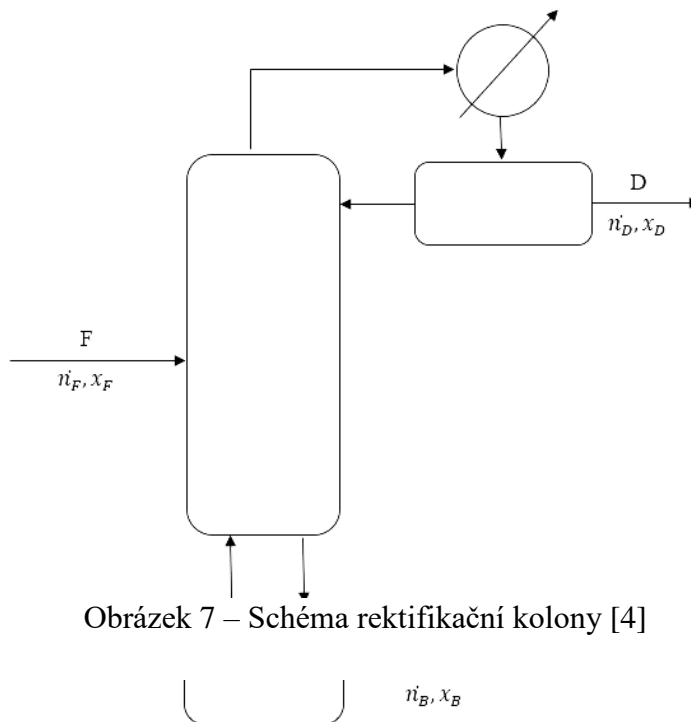 D
ṅ_D, x_D
F
ṅ_F, x_F
Obrázek 7 – Schéma rektifikační kolony [4]
ṅ_B, x_B